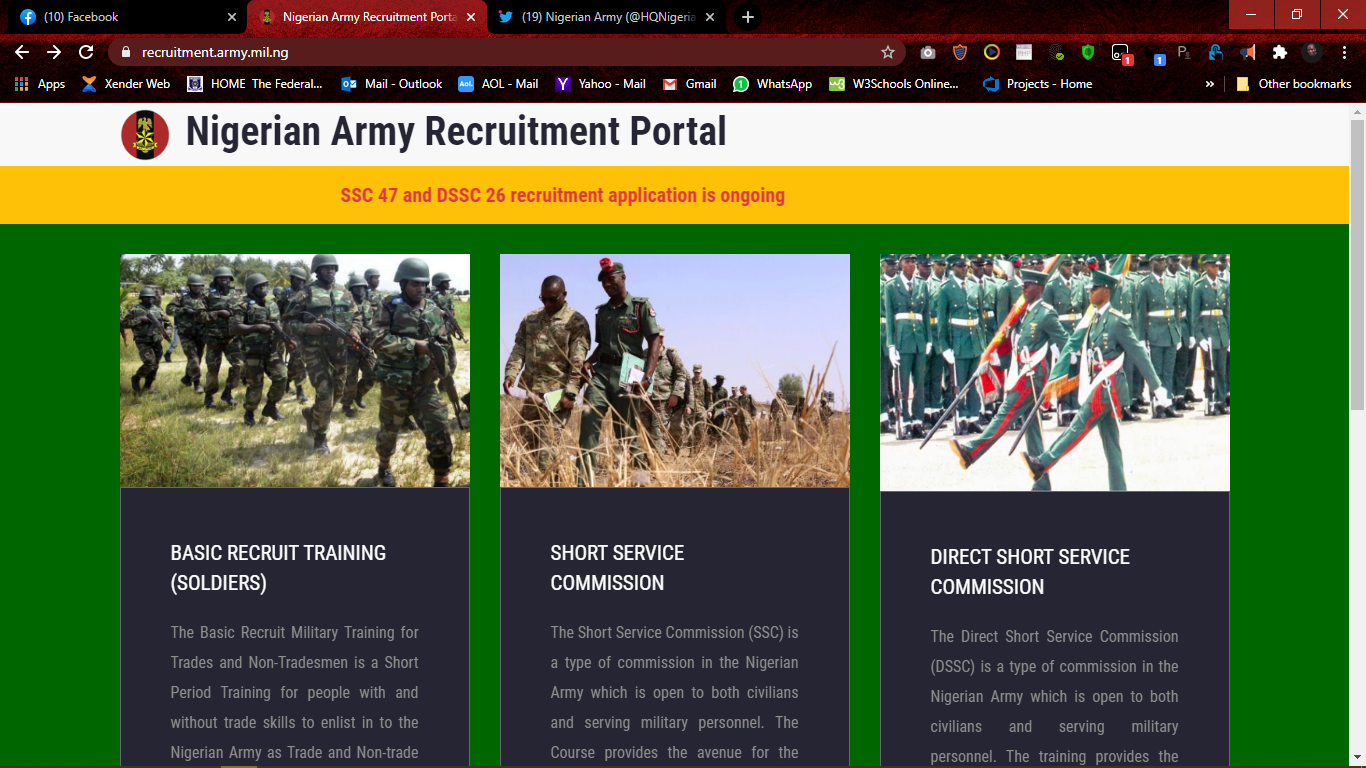 (10) Facebook
Nigerian Army Recruitment Porta
(19) Nigerian Army (@HQNigeria
recruitment.army.mil.ng
PHP
1
1
Apps
Xender Web
HOME The Federal...
Mail - Outlook
Aol.
AOL - Mail
Yahoo - Mail
Gmail
WhatsApp
W3Schools Online...
Projects - Home
»
Other bookmarks
Nigerian Army Recruitment Portal
SSC 47 and DSSC 26 recruitment application is ongoing
BASIC RECRUIT TRAINING
(SOLDIERS)
The Basic Recruit Military Training for
Trades and Non-Tradesmen is a Short
Period Training for people with and
without trade skills to enlist in to the
Nigerian Army as Trade and Non-trade
SHORT SERVICE
COMMISSION
The Short Service Commission (SSC) is
a type of commission in the Nigerian
Army which is open to both civilians
and serving military personnel. The
Course provides the avenue for the
DIRECT SHORT SERVICE
COMMISSION
The Direct Short Service Commission
(DSSC) is a type of commission in the
Nigerian Army which is open to both
civilians and serving military
personnel. The training provides the